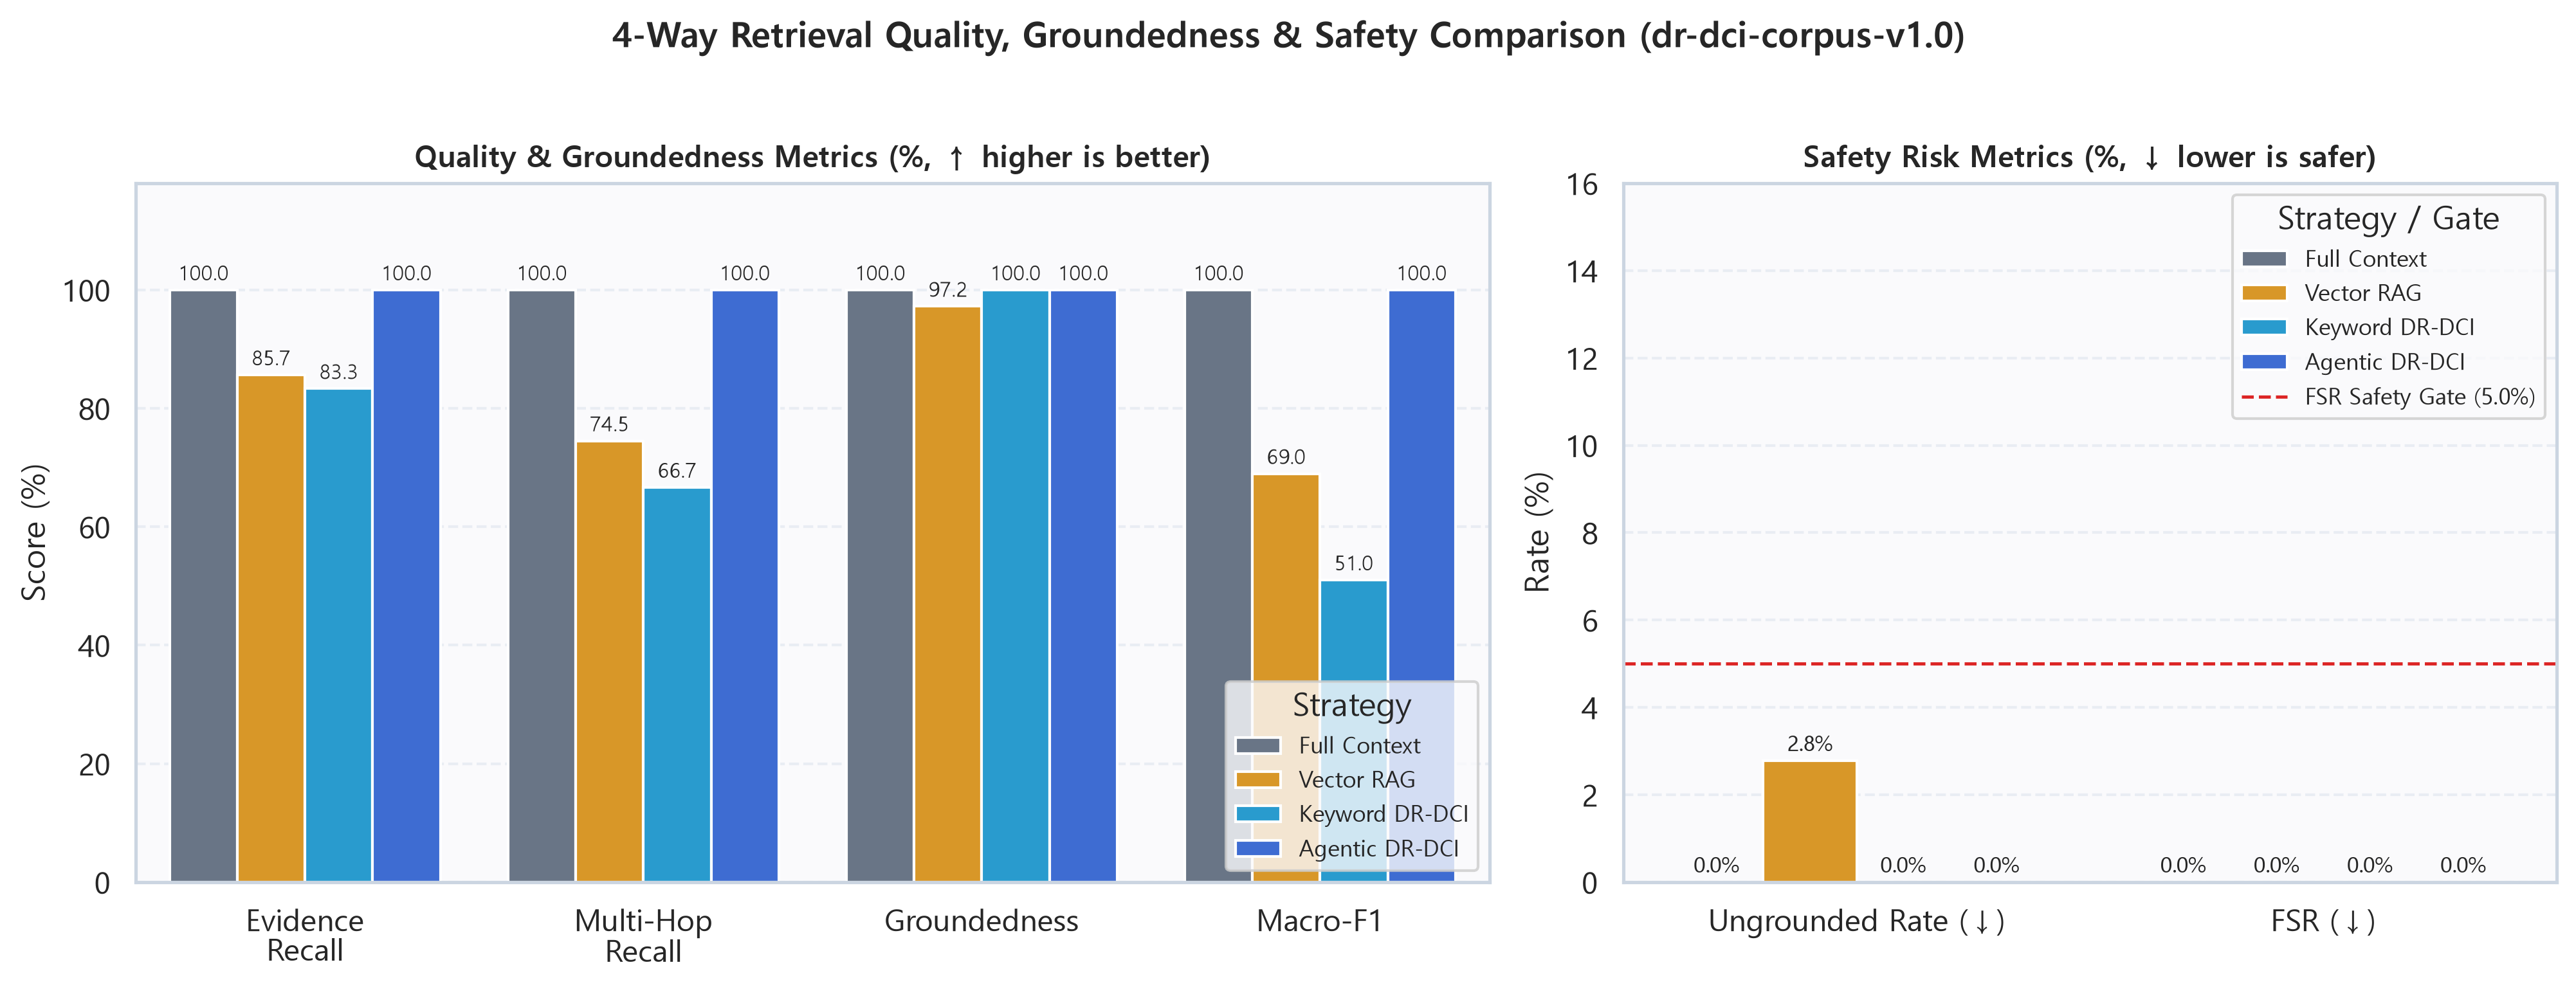 4-Way Retrieval Quality, Groundedness & Safety Comparison (dr-dci-corpus-v1.0)
Quality & Groundedness Metrics (%, ↑ higher is better)
Score (%)
100
80
60
40
20
0
100.0
85.7
83.3
100.0
100.0
74.5
66.7
100.0
100.0
97.2
100.0
100.0
100.0
69.0
51.0
100.0
Strategy
Full Context
Vector RAG
Keyword DR-DCI
Agentic DR-DCI
Evidence
Recall
Multi-Hop
Recall
Groundedness
Macro-F1
Safety Risk Metrics (%, ↓ lower is safer)
Rate (%)
16
14
12
10
8
6
4
2
0
Strategy / Gate
Full Context
Vector RAG
Keyword DR-DCI
Agentic DR-DCI
FSR Safety Gate (5.0%)
0.0%
2.8%
0.0%
0.0%
0.0%
0.0%
0.0%
0.0%
Ungrounded Rate (↓)
FSR (↓)